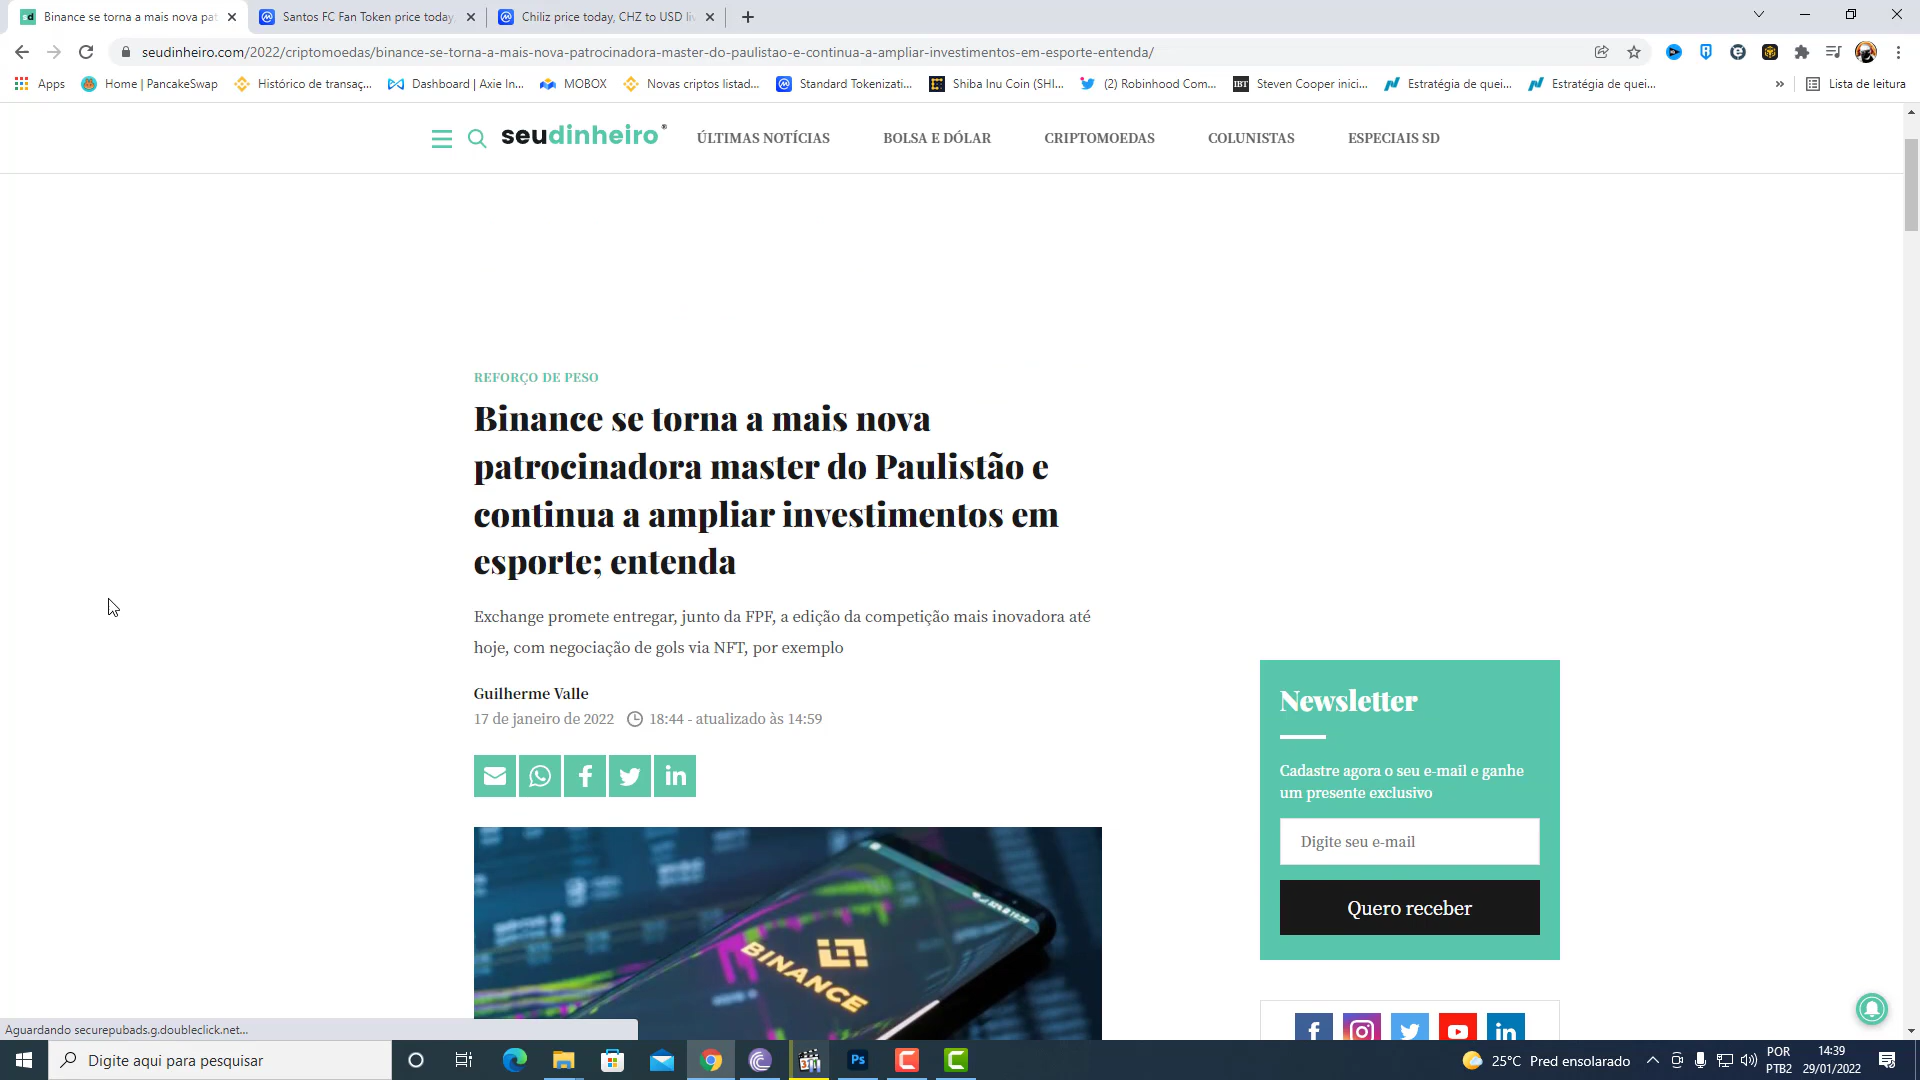 Binance se torna a mais nova pat
Santos FC Fan Token price today,
Chiliz price today, CHZ to USD li
seudinheiro.com/2022/criptomoedas/binance-se-torna-a-mais-nova-patrocinadora-master-do-paulistao-e-continua-a-ampliar-investimentos-em-esporte-entenda/
Apps
Home | PancakeSwap
Histórico de transaç...
Dashboard | Axie In...
MOBOX
Novas criptos listad...
Standard Tokenizati...
Shiba Inu Coin (SHI...
(2) Robinhood Com...
IBT
Steven Cooper inici...
Estratégia de quei...
Estratégia de quei...
»
Lista de leitura
seudinheiro®
ÚLTIMAS NOTÍCIAS
BOLSA E DÓLAR
CRIPTOMOEDAS
COLUNISTAS
ESPECIAIS SD
REFORÇO DE PESO
Binance se torna a mais nova
patrocinadora master do Paulistão e
continua a ampliar investimentos em
esporte; entenda
Exchange promete entregar, junto da FPF, a edição da competição mais inovadora até
hoje, com negociação de gols via NFT, por exemplo
Guilherme Valle
17 de janeiro de 2022 18:44 - atualizado às 14:59
BINANCE
Newsletter
Cadastre agora o seu e-mail e ganhe
um presente exclusivo
Digite seu e-mail
Quero receber
Aguardando securepubads.g.doubleclick.net...
Digite aqui para pesquisar
Ps
25°C Pred ensolarado
POR
PTB2
14:39
29/01/2022